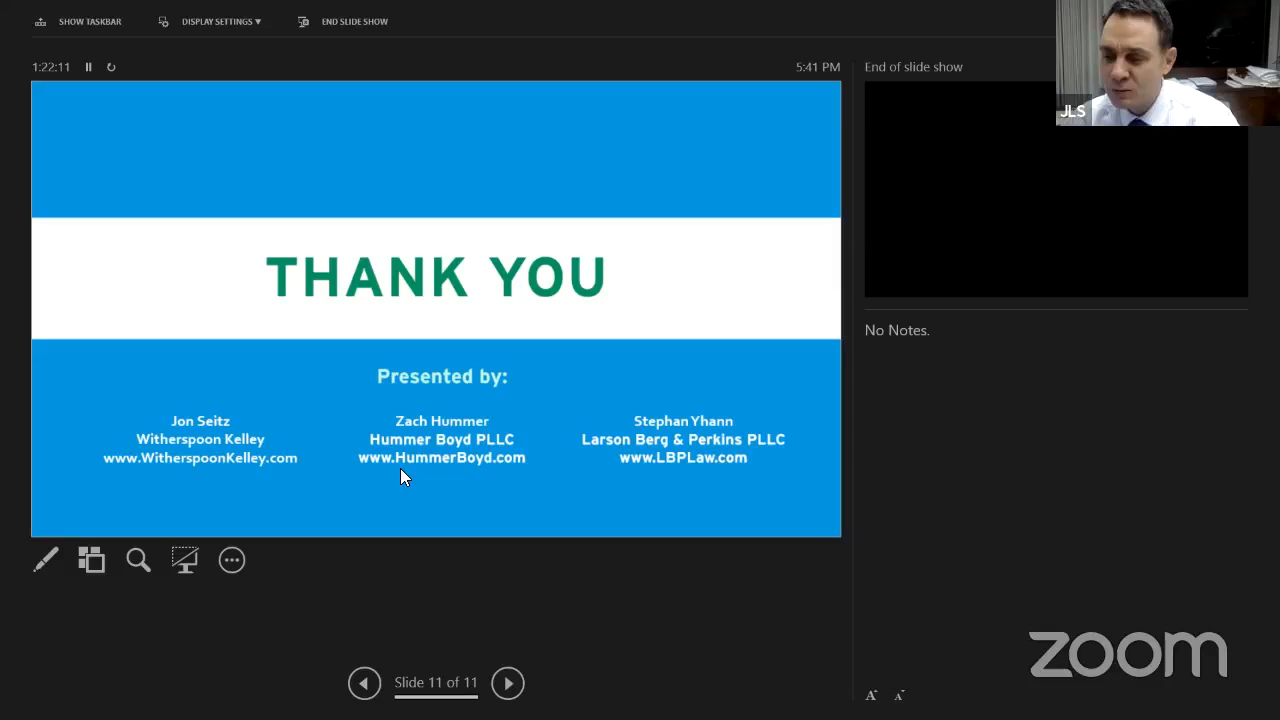 SHOW TASKBAR
DISPLAY SETTINGS ▼
END SLIDE SHOW
1:22:11
5:41 PM
End of slide show
JLS
THANK YOU
No Notes.
Presented by:
Jon Seitz
Witherspoon Kelley
www.WitherspoonKelley.com
Zach Hummer
Hummer Boyd PLLC
www.HummerBoyd.com
Stephan Yhann
Larson Berg & Perkins PLLC
www.LBPLaw.com
Slide 11 of 11
A A
zoom